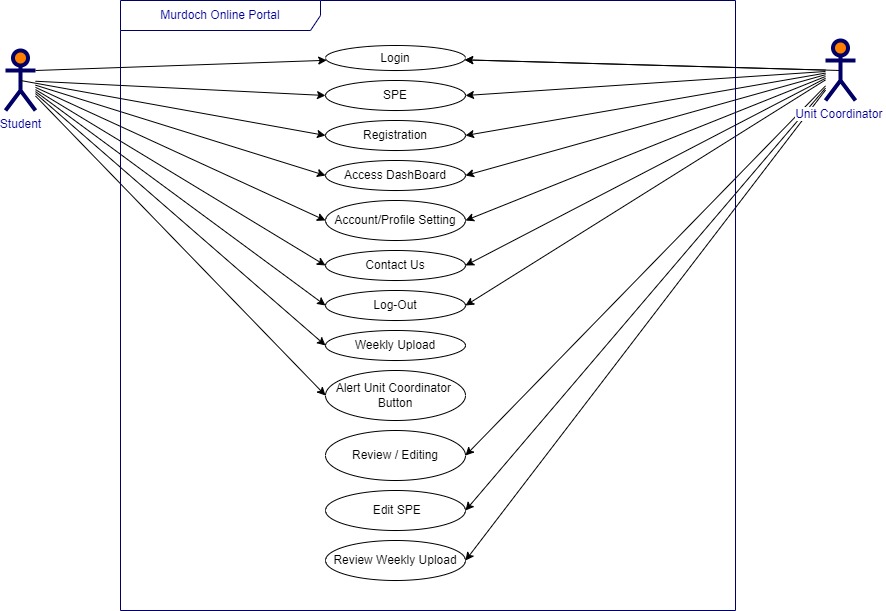 Murdoch Online Portal
Login
SPE
Registration
Access DashBoard
Account/Profile Setting
Contact Us
Log-Out
Weekly Upload
Alert Unit Coordinator
Button
Review / Editing
Edit SPE
Review Weekly Upload
Student
Unit Coordinator